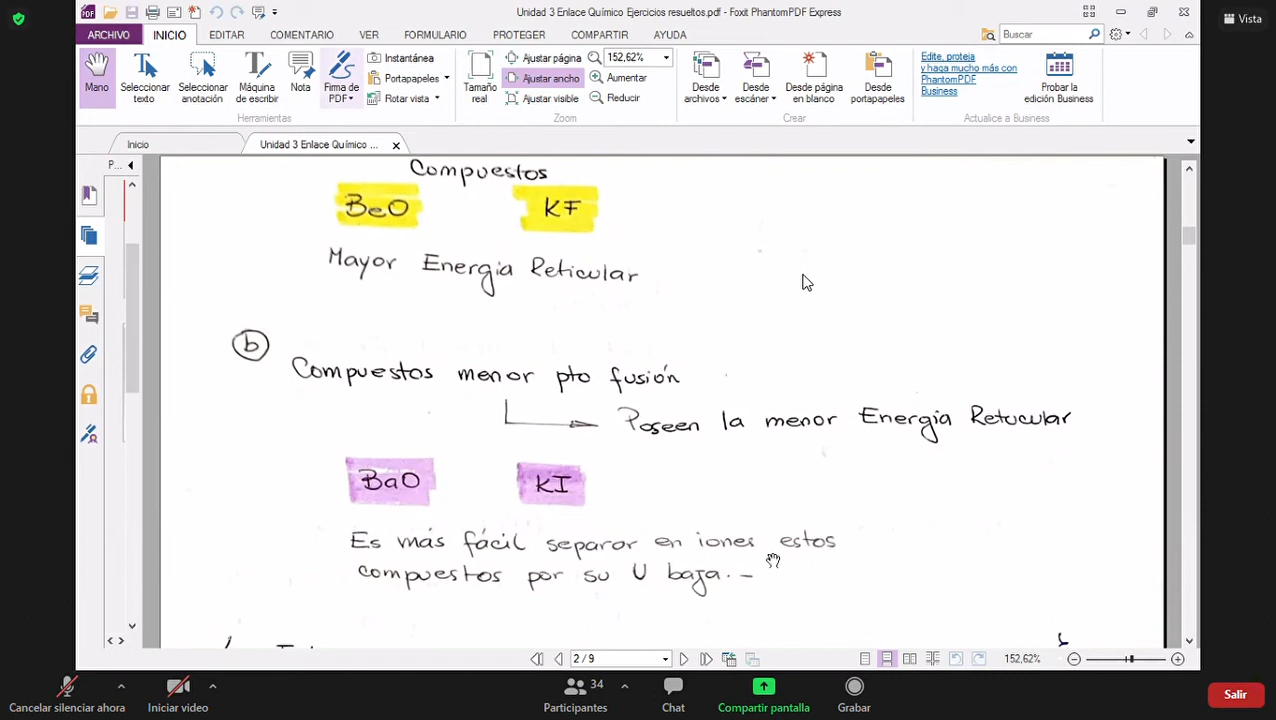 Unidad 3 Enlace Químico Ejercicios resueltos.pdf - Foxit PhantomPDF Express
Vista
ARCHIVO INICIO EDITAR COMENTARIO VER FORMULARIO PROTEGER COMPARTIR AYUDA
Buscar
Mano
Seleccionar texto
Seleccionar anotación
Máquina de escribir
Nota
Fima de PDF
Instantánea
Portapapeles
Rotar vista
Herramientas
Tamaño real
Ajustar página
Ajustar ancho
Ajustar visible
152,62%
Aumentar
Reducir
Zoom
Desde archivos
Desde escáner
Desde página en blanco
Desde portapapeles
Crear
Edite, proteja
y haga mucho más con
PhantomPDF
Business
Probar la edición Business
Actualice a Business
Inicio
Unidad 3 Enlace Químico ...
P...
Compuestos
BeO KF
Mayor Energia Reticular
b
Compuestos menor pto fusión
Poseen la menor Energia Retucular
BaO KI
Es más fácil separar en iones estos
compuestos por su U baja.-
2 / 9
152,62%
Cancelar silenciar ahora
Iniciar video
34
Participantes
Chat
Compartir pantalla
Grabar
Salir